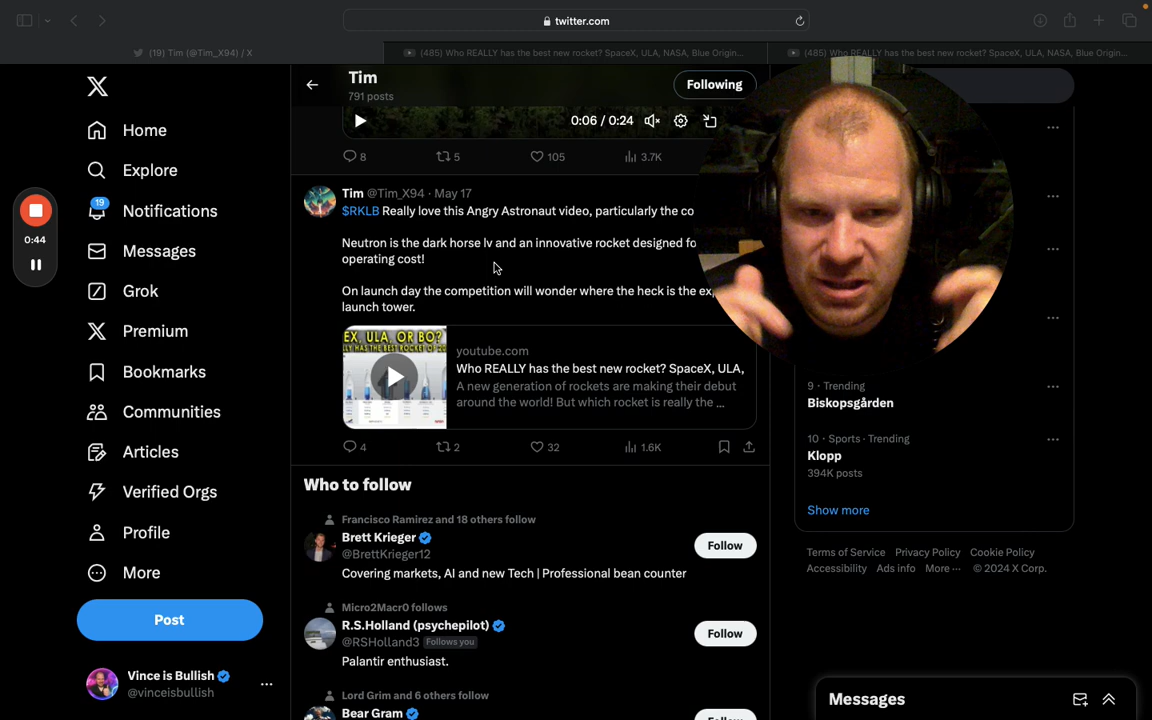 twitter.com
(19) Tim (@Tim_X94) / X
(485) Who REALLY has the best new rocket? SpaceX, ULA, NASA, Blue Origin...
(485) Who REALLY has the best new rocket? SpaceX, ULA, NASA, Blue Origin...
Home
Explore
19
Notifications
Messages
Grok
Premium
Bookmarks
Communities
Articles
Verified Orgs
Profile
More
Post
Vince is Bullish
@vinceisbullish
0:44
Tim
791 posts
Following
0:06 / 0:24
8 5 105 3.7K
Tim @Tim_X94 · May 17
$RKLB Really love this Angry Astronaut video, particularly the co
Neutron is the dark horse lv and an innovative rocket designed fo
operating cost!
On launch day the competition will wonder where the heck is the
launch tower.
EX, ULA, OR BO?
youtube.com
Who REALLY has the best new rocket? SpaceX, ULA,
A new generation of rockets are making their debut
around the world! But which rocket is really the ...
4 2 32 1.6K
Who to follow
Francisco Ramirez and 18 others follow
Brett Krieger
@BrettKrieger12
Follow
Covering markets, AI and new Tech | Professional bean counter
Micro2Macr0 follows
R.S.Holland (psychepilot)
@RSHolland3 Follows you
Follow
Palantir enthusiast.
Lord Grim and 6 others follow
Bear Gram
9 · Trending
Biskopsgården
10 · Sports · Trending
Klopp
394K posts
Show more
Terms of Service Privacy Policy Cookie Policy
Accessibility Ads info More ··· © 2024 X Corp.
Messages